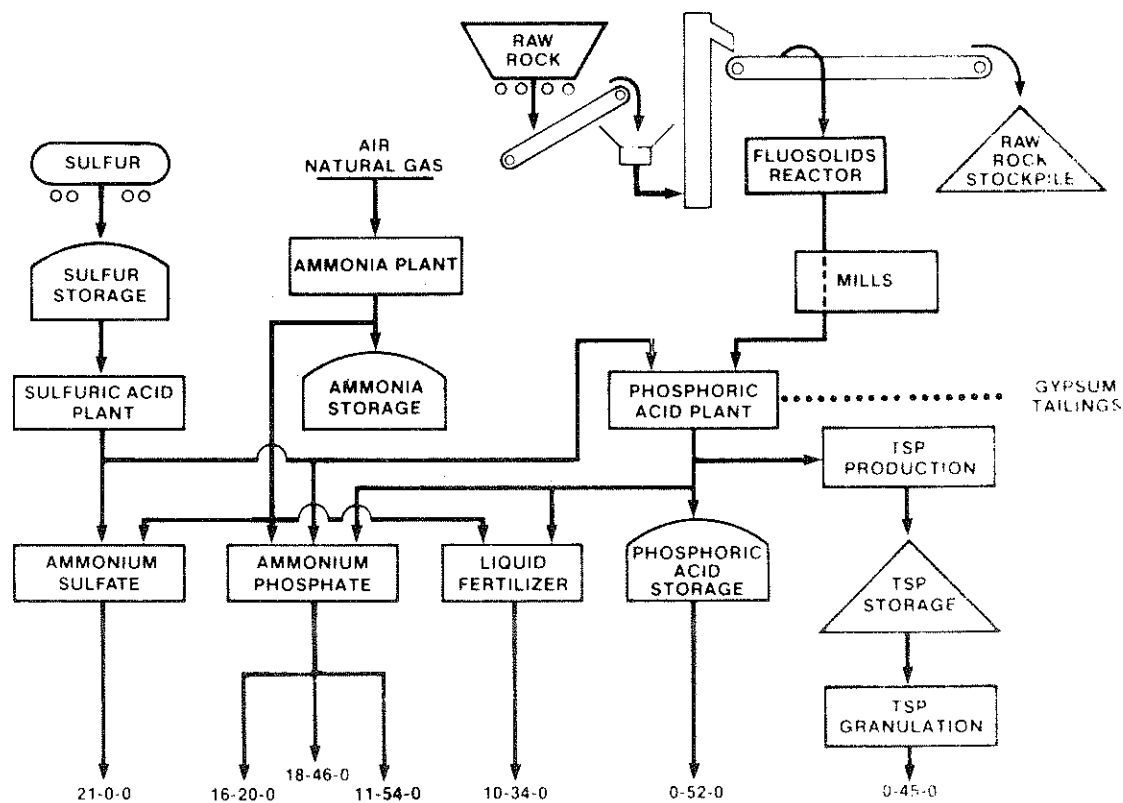 RAW
ROCK
SULFUR
AIR
NATURAL GAS
FLUOSOLIDS
REACTOR
RAW
ROCK
STOCKPILE
SULFUR
STORAGE
AMMONIA PLANT
MILLS
SULFURIC ACID
PLANT
AMMONIA
STORAGE
PHOSPHORIC
ACID PLANT
GYPSUM
TAILINGS
TSP
PRODUCTION
AMMONIUM
SULFATE
AMMONIUM
PHOSPHATE
LIQUID
FERTILIZER
PHOSPHORIC
ACID
STORAGE
TSP
STORAGE
TSP
GRANULATION
21-0-0
16-20-0
18-46-0
11-54-0
10-34-0
0-52-0
0-45-0